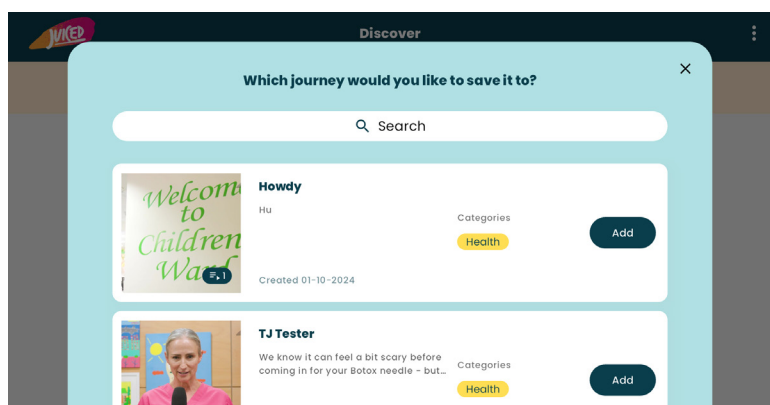 JUICED
Discover
Which journey would you like to save it to?
Search
Welcom
to
Children
Ward
1
Howdy
Hu
Categories
Health
Add
Created 01-10-2024
TJ Tester
We know it can feel a bit scary before
coming in for your Botox needle - but...
Categories
Health
Add